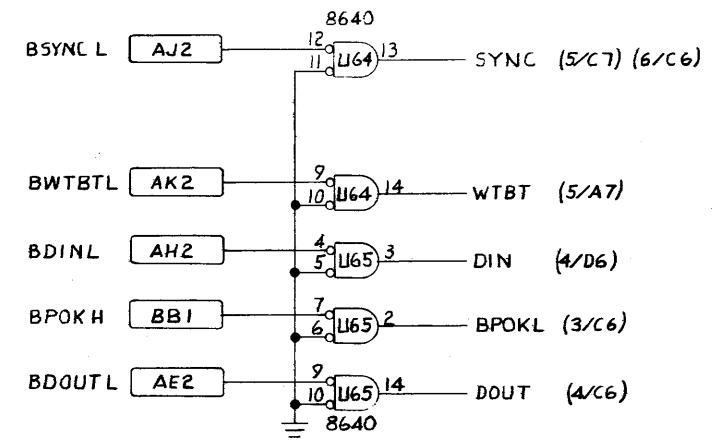 8640
BSYNC L AJ2 12 11 U64 13 SYNC (5/C7) (6/C6)
BWTBTL AK2 9 10 U64 14 WTBT (5/A7)
BDINL AH2 4 5 U65 3 DIN (4/D6)
BPOKH BB1 7 6 U65 2 BPOKL (3/C6)
BDOUTL AE2 9 10 U65 14 DOUT (4/C6)
8640